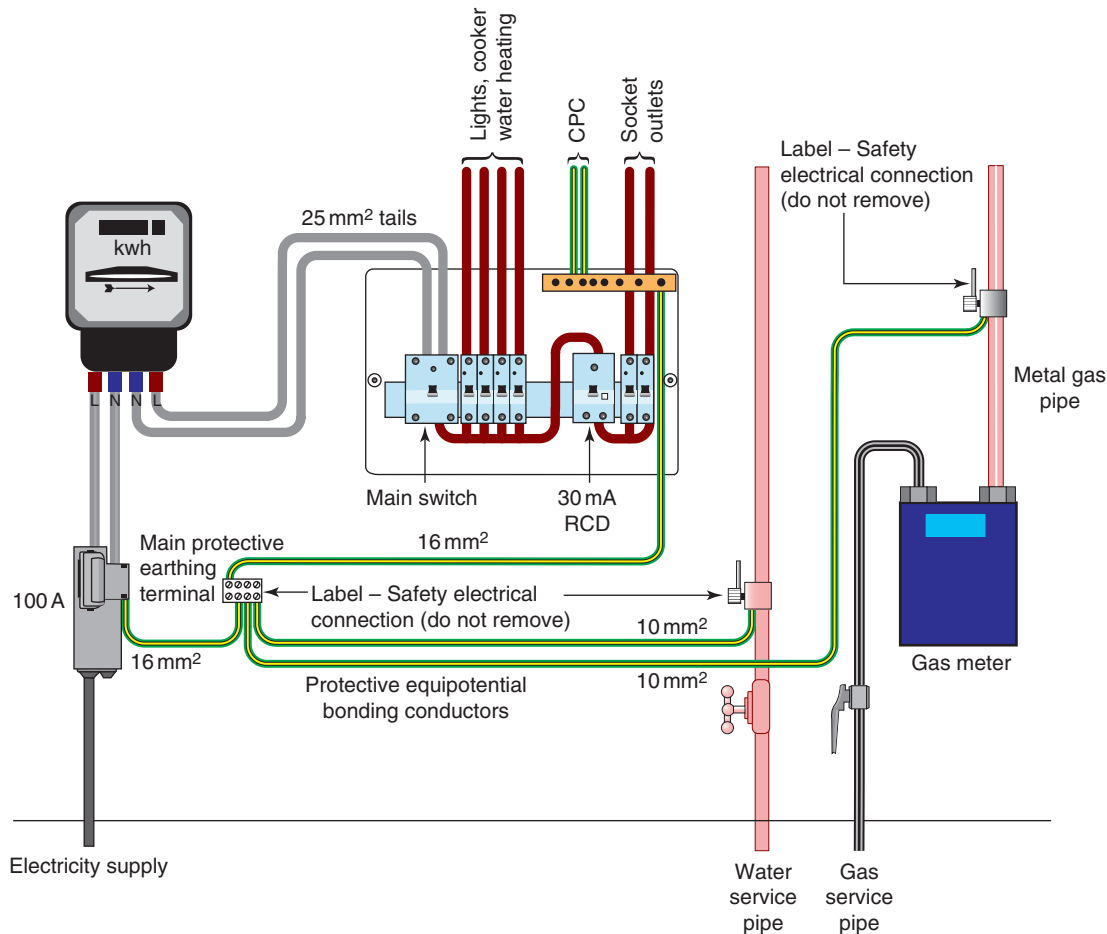 Lights, cooker
water heating
CPC
Socket
outlets
Label – Safety
electrical connection
(do not remove)
25 mm² tails
kwh
L N N L
Metal gas
pipe
Main switch
30 mA
RCD
16 mm²
Main protective
earthing
terminal
100 A
Label – Safety electrical
connection (do not remove)
10 mm²
16 mm²
Gas meter
10 mm²
Protective equipotential
bonding conductors
Electricity supply
Water
service
pipe
Gas
service
pipe